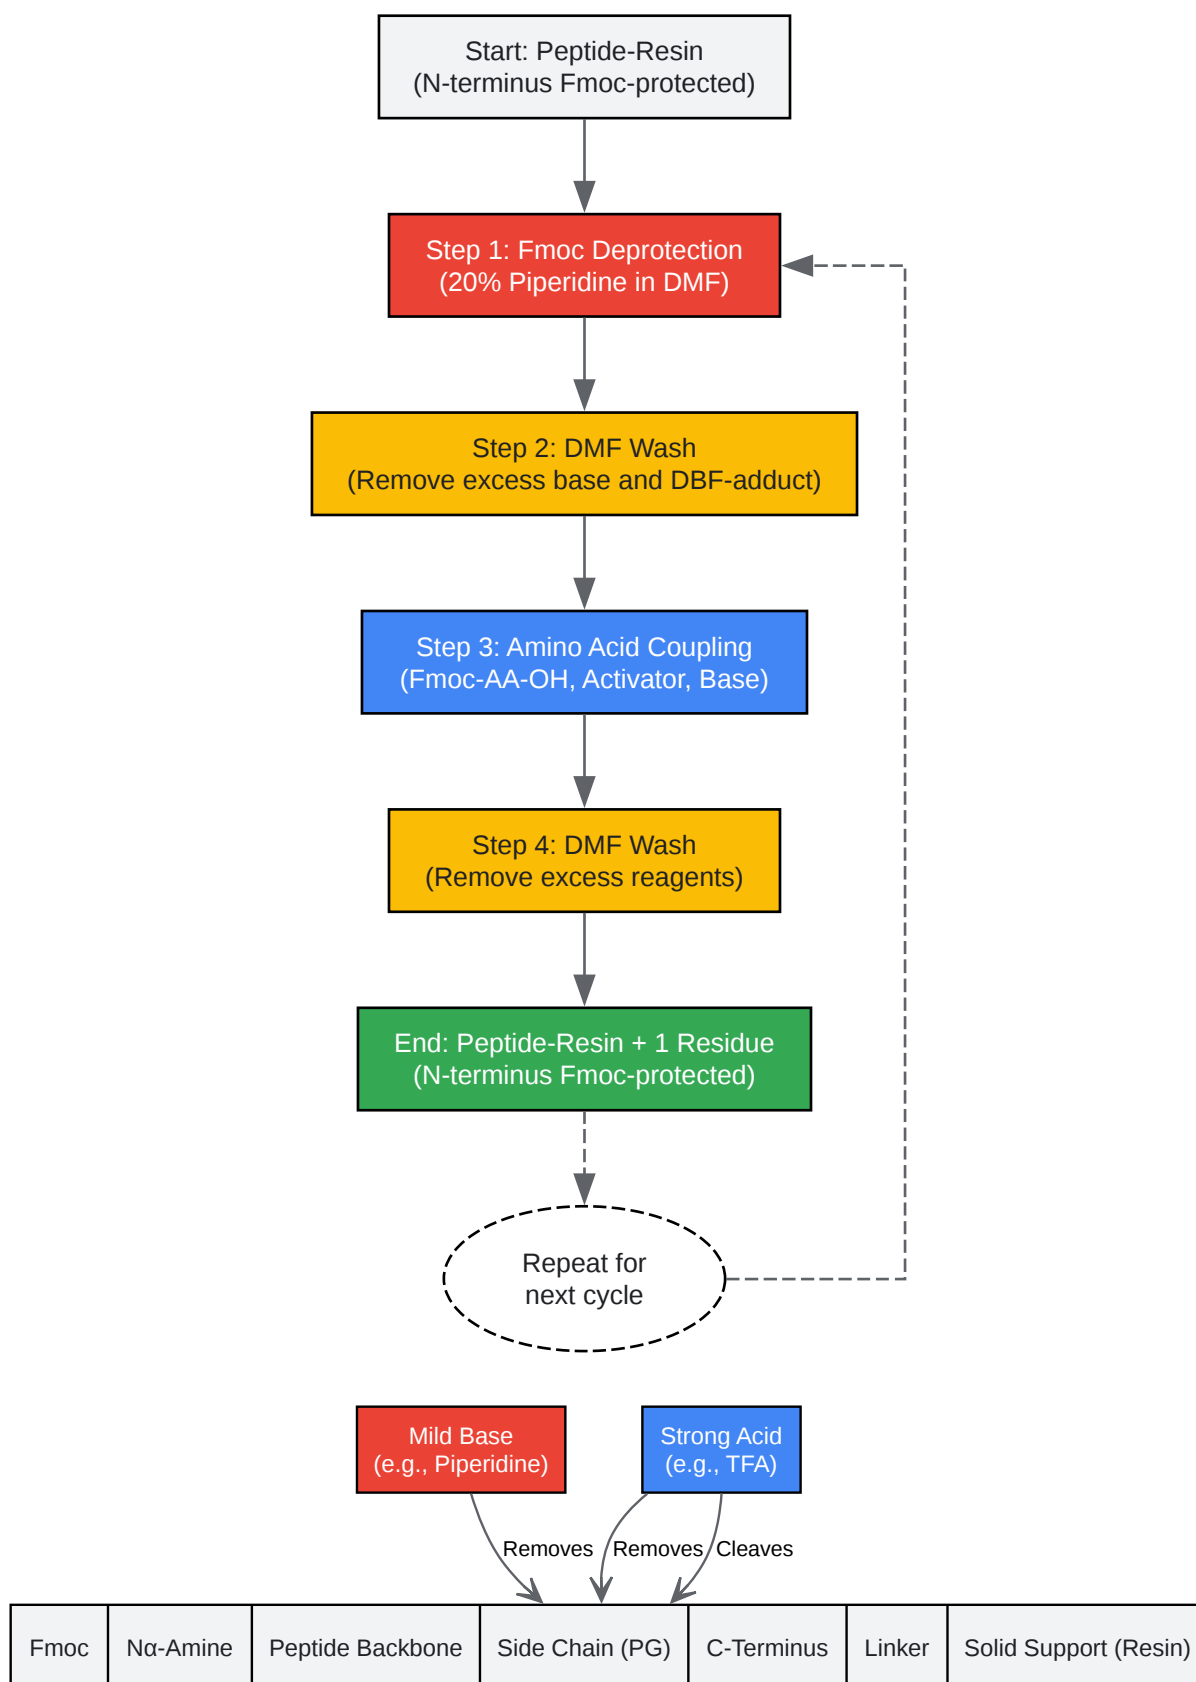 Start: Peptide-Resin
(N-terminus Fmoc-protected)
Step 1: Fmoc Deprotection
(20% Piperidine in DMF)
Step 2: DMF Wash
(Remove excess base and DBF-adduct)
Step 3: Amino Acid Coupling
(Fmoc-AA-OH, Activator, Base)
Step 4: DMF Wash
(Remove excess reagents)
End: Peptide-Resin + 1 Residue
(N-terminus Fmoc-protected)
Repeat for
next cycle
Mild Base
(e.g., Piperidine)
Strong Acid
(e.g., TFA)
Removes
Removes
Cleaves
Fmoc
Nα-Amine
Peptide Backbone
Side Chain (PG)
C-Terminus
Linker
Solid Support (Resin)